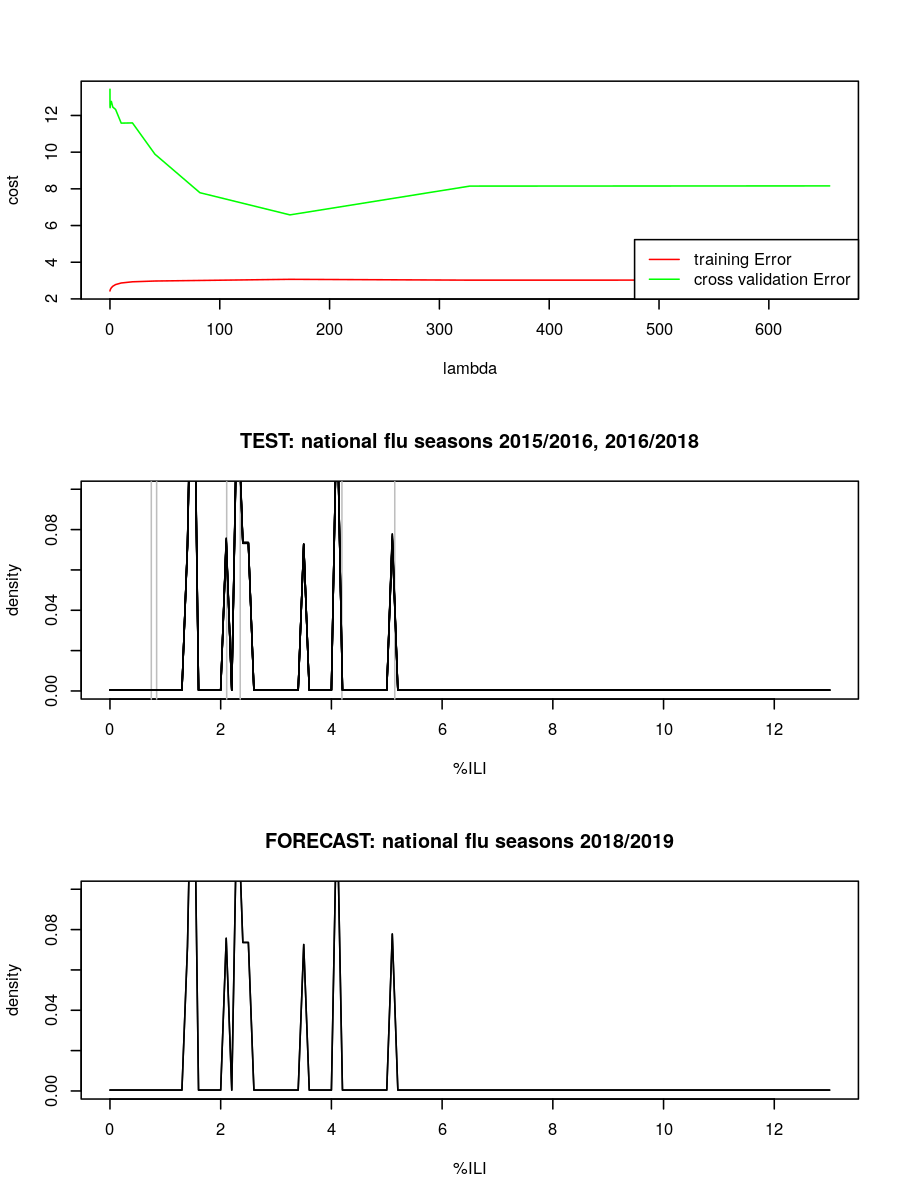 12
10
8
6
4
2
cost
training Error
cross validation Error
0 100 200 300 400 500 600
lambda
TEST: national flu seasons 2015/2016, 2016/2018
0.08
0.04
0.00
density
0 2 4 6 8 10 12
%ILI
FORECAST: national flu seasons 2018/2019
0.08
0.04
0.00
density
0 2 4 6 8 10 12
%ILI